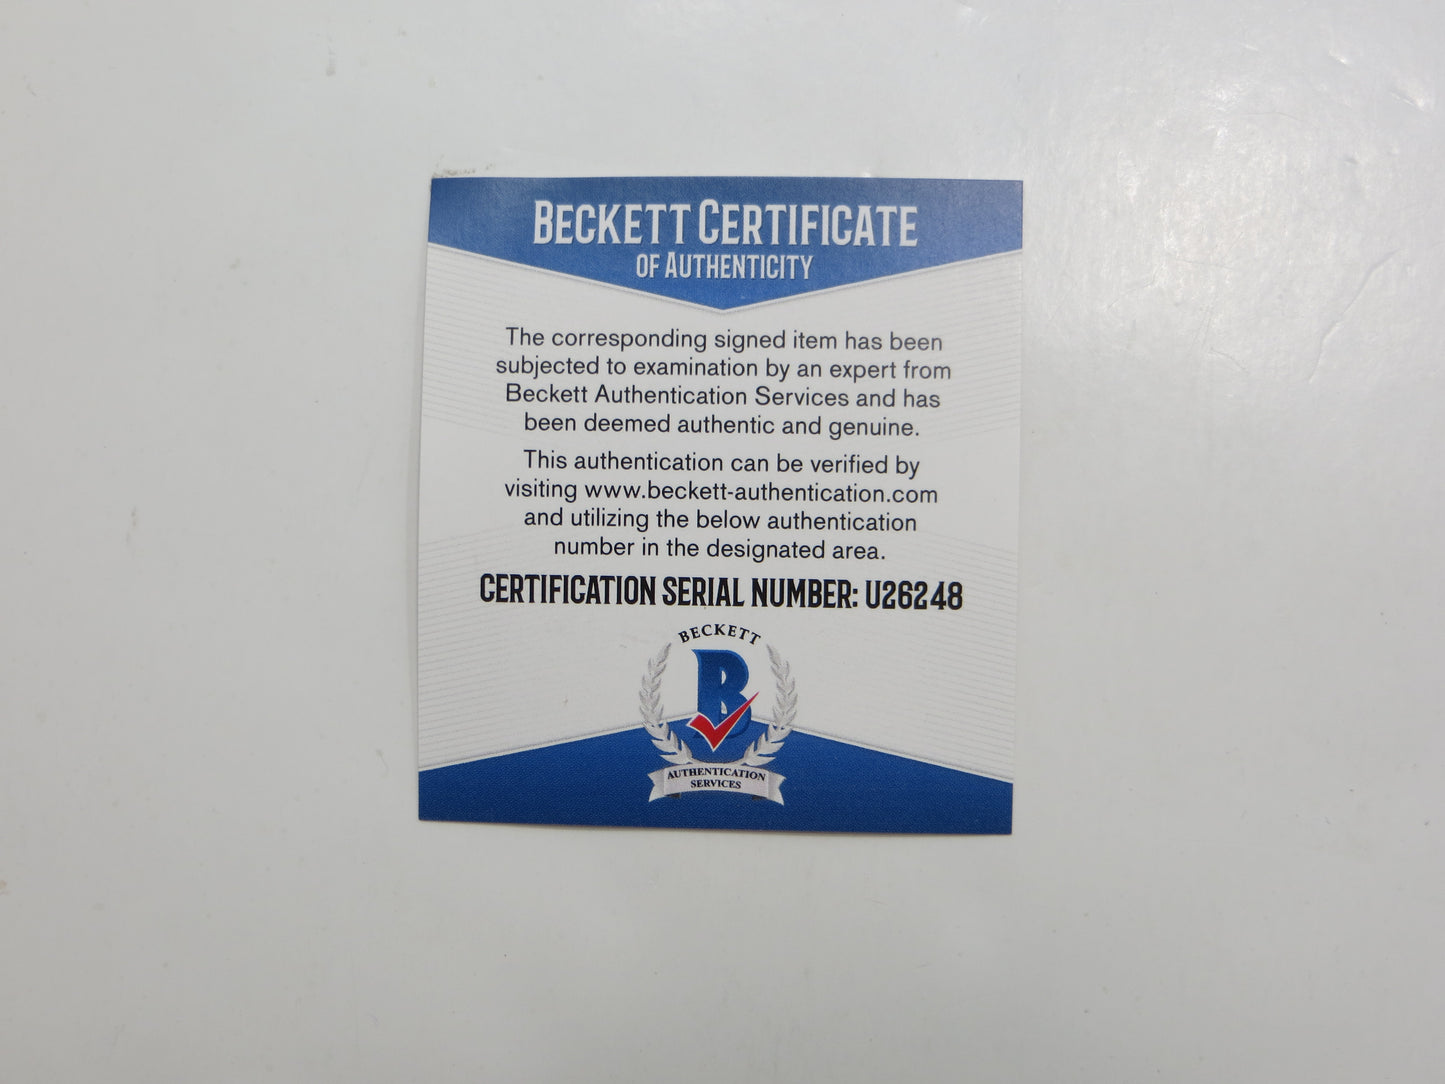 BECKETT CERTIFICATE
OF AUTHENTICITY
The corresponding signed item has been
subjected to examination by an expert from
Beckett Authentication Services and has
been deemed authentic and genuine.
This authentication can be verified by
visiting www.beckett-authentication.com
and utilizing the below authentication
number in the designated area.
CERTIFICATION SERIAL NUMBER: U26248
BECKETT
B
AUTHENTICATION
SERVICES